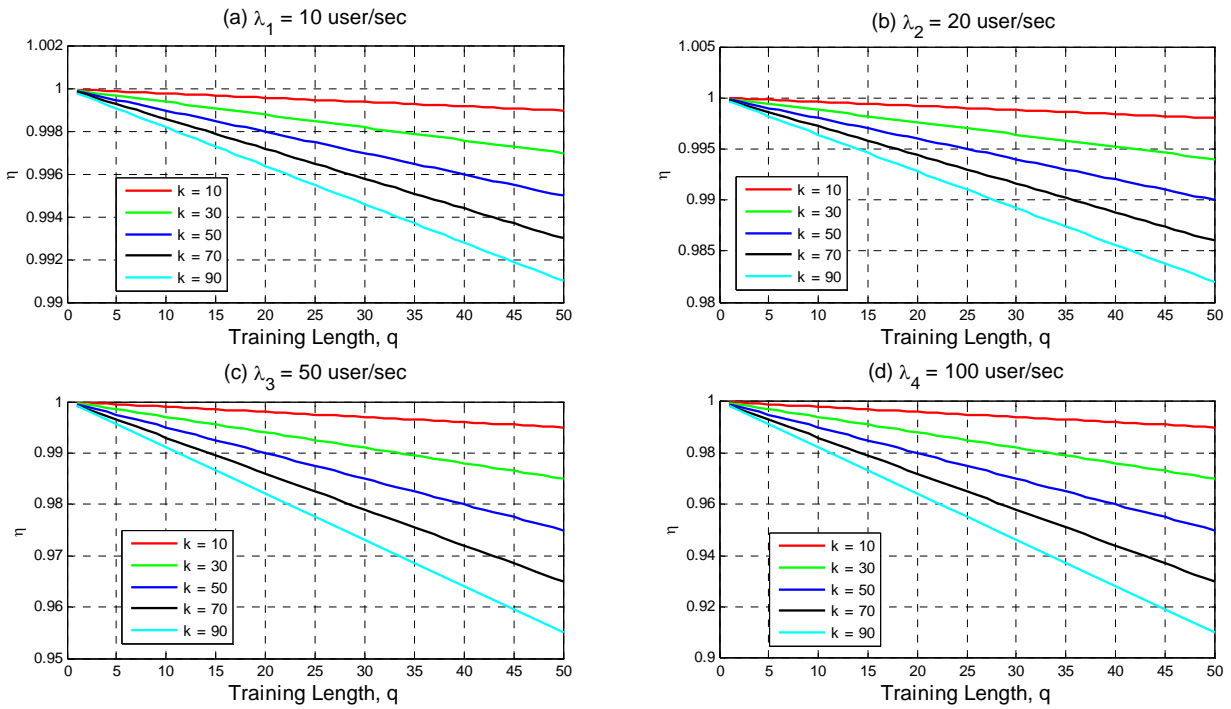 (a) λ1 = 10 user/sec
1.002
1
0.998
0.996
0.994
0.992
0.99
η
k = 10
k = 30
k = 50
k = 70
k = 90
0 5 10 15 20 25 30 35 40 45 50
Training Length, q
(b) λ2 = 20 user/sec
1.005
1
0.995
0.99
0.985
0.98
η
k = 10
k = 30
k = 50
k = 70
k = 90
0 5 10 15 20 25 30 35 40 45 50
Training Length, q
(c) λ3 = 50 user/sec
1
0.99
0.98
0.97
0.96
0.95
η
k = 10
k = 30
k = 50
k = 70
k = 90
0 5 10 15 20 25 30 35 40 45 50
Training Length, q
(d) λ4 = 100 user/sec
1
0.98
0.96
0.94
0.92
0.9
η
k = 10
k = 30
k = 50
k = 70
k = 90
0 5 10 15 20 25 30 35 40 45 50
Training Length, q